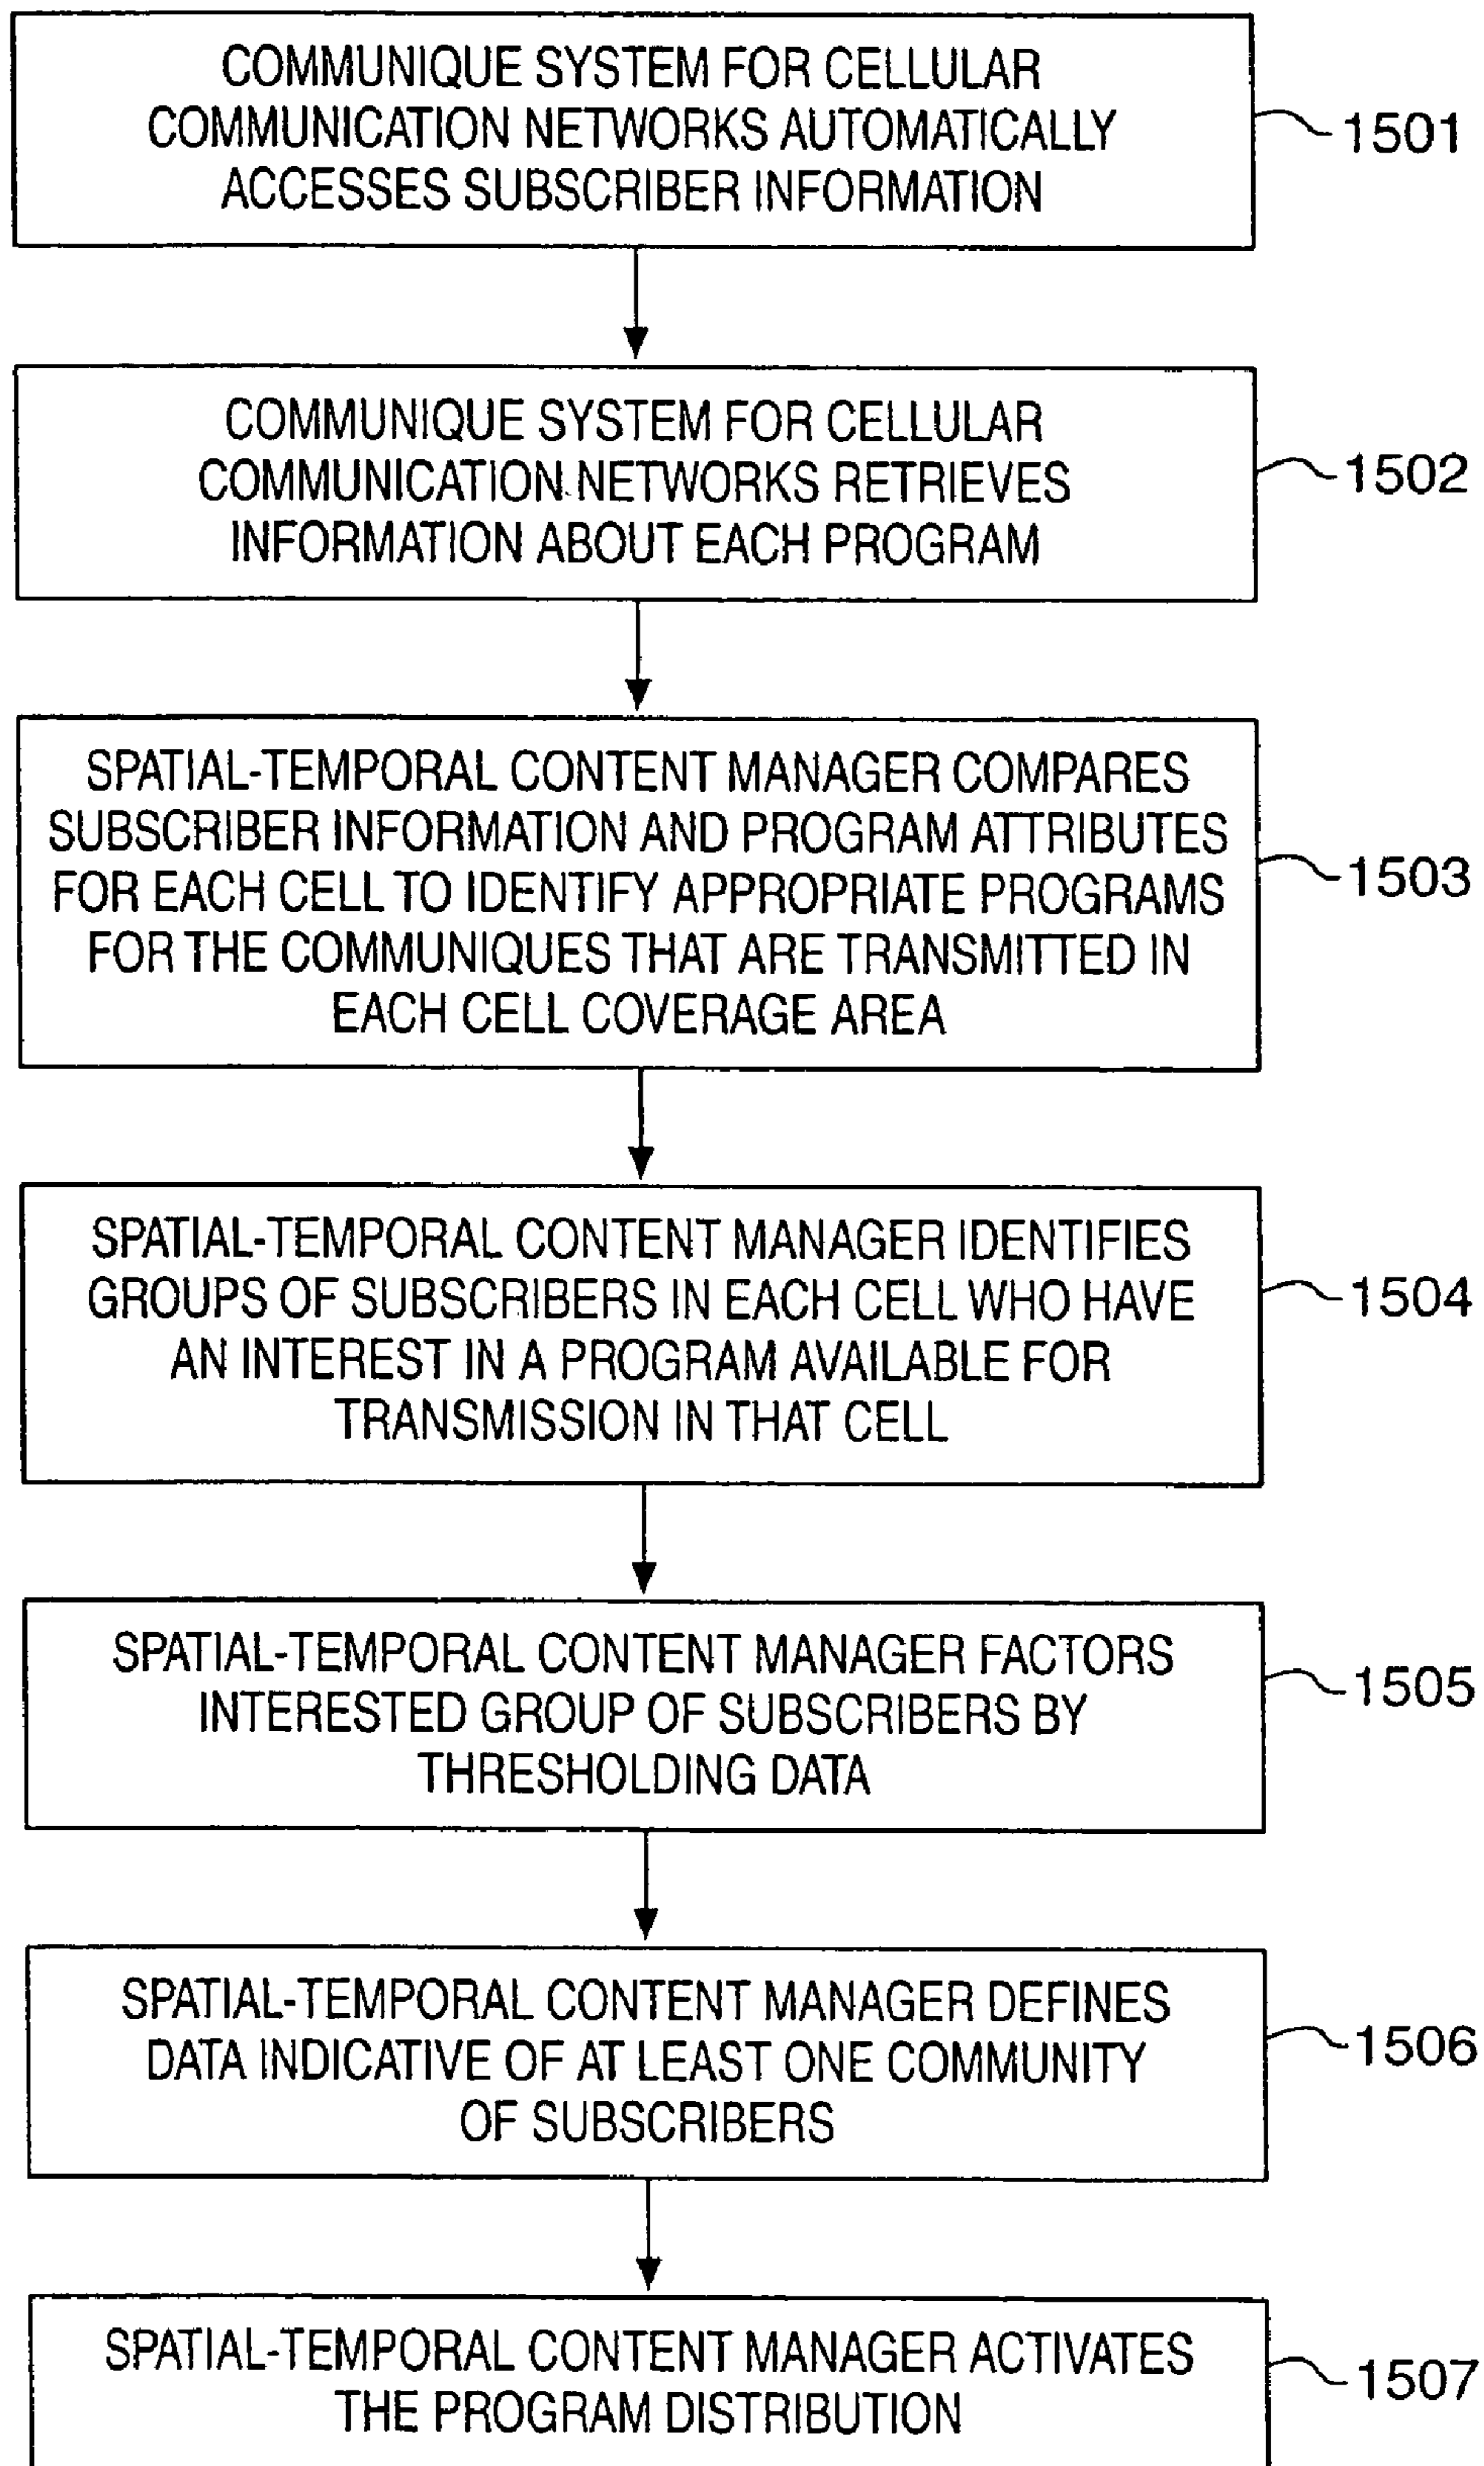 COMMUNIQUE SYSTEM FOR CELLULAR
COMMUNICATION NETWORKS AUTOMATICALLY
ACCESSES SUBSCRIBER INFORMATION
1501
COMMUNIQUE SYSTEM FOR CELLULAR
COMMUNICATION NETWORKS RETRIEVES
INFORMATION ABOUT EACH PROGRAM
1502
SPATIAL-TEMPORAL CONTENT MANAGER COMPARES
SUBSCRIBER INFORMATION AND PROGRAM ATTRIBUTES
FOR EACH CELL TO IDENTIFY APPROPRIATE PROGRAMS
FOR THE COMMUNIQUES THAT ARE TRANSMITTED IN
EACH CELL COVERAGE AREA
1503
SPATIAL-TEMPORAL CONTENT MANAGER IDENTIFIES
GROUPS OF SUBSCRIBERS IN EACH CELL WHO HAVE
AN INTEREST IN A PROGRAM AVAILABLE FOR
TRANSMISSION IN THAT CELL
1504
SPATIAL-TEMPORAL CONTENT MANAGER FACTORS
INTERESTED GROUP OF SUBSCRIBERS BY
THRESHOLDING DATA
1505
SPATIAL-TEMPORAL CONTENT MANAGER DEFINES
DATA INDICATIVE OF AT LEAST ONE COMMUNITY
OF SUBSCRIBERS
1506
SPATIAL-TEMPORAL CONTENT MANAGER ACTIVATES
THE PROGRAM DISTRIBUTION
1507